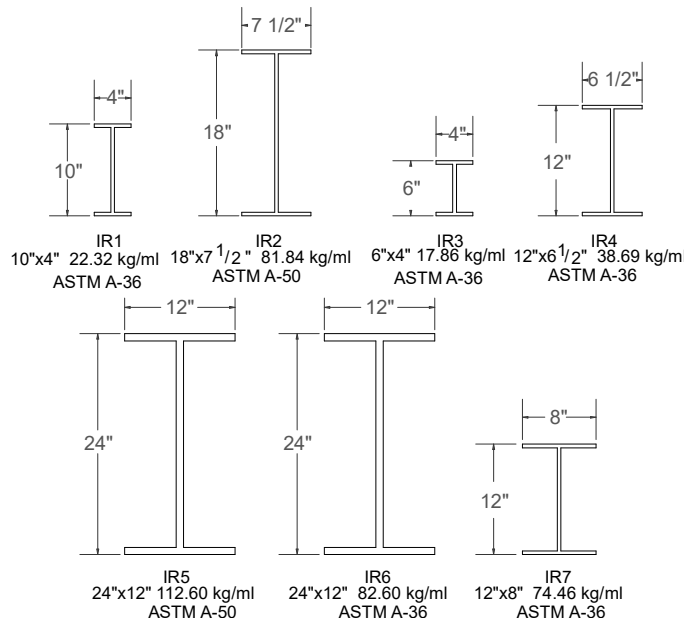 7 1/2"
4"
6 1/2"
18"
10"
4"
12"
6"
IR1
10"x4" 22.32 kg/ml
ASTM A-36
IR2
18"x7 1/2 " 81.84 kg/ml
ASTM A-50
IR3
6"x4" 17.86 kg/ml
ASTM A-36
IR4
12"x6 1/2" 38.69 kg/ml
ASTM A-36
12"
12"
24"
24"
8"
12"
IR5
24"x12" 112.60 kg/ml
ASTM A-50
IR6
24"x12" 82.60 kg/ml
ASTM A-36
IR7
12"x8" 74.46 kg/ml
ASTM A-36